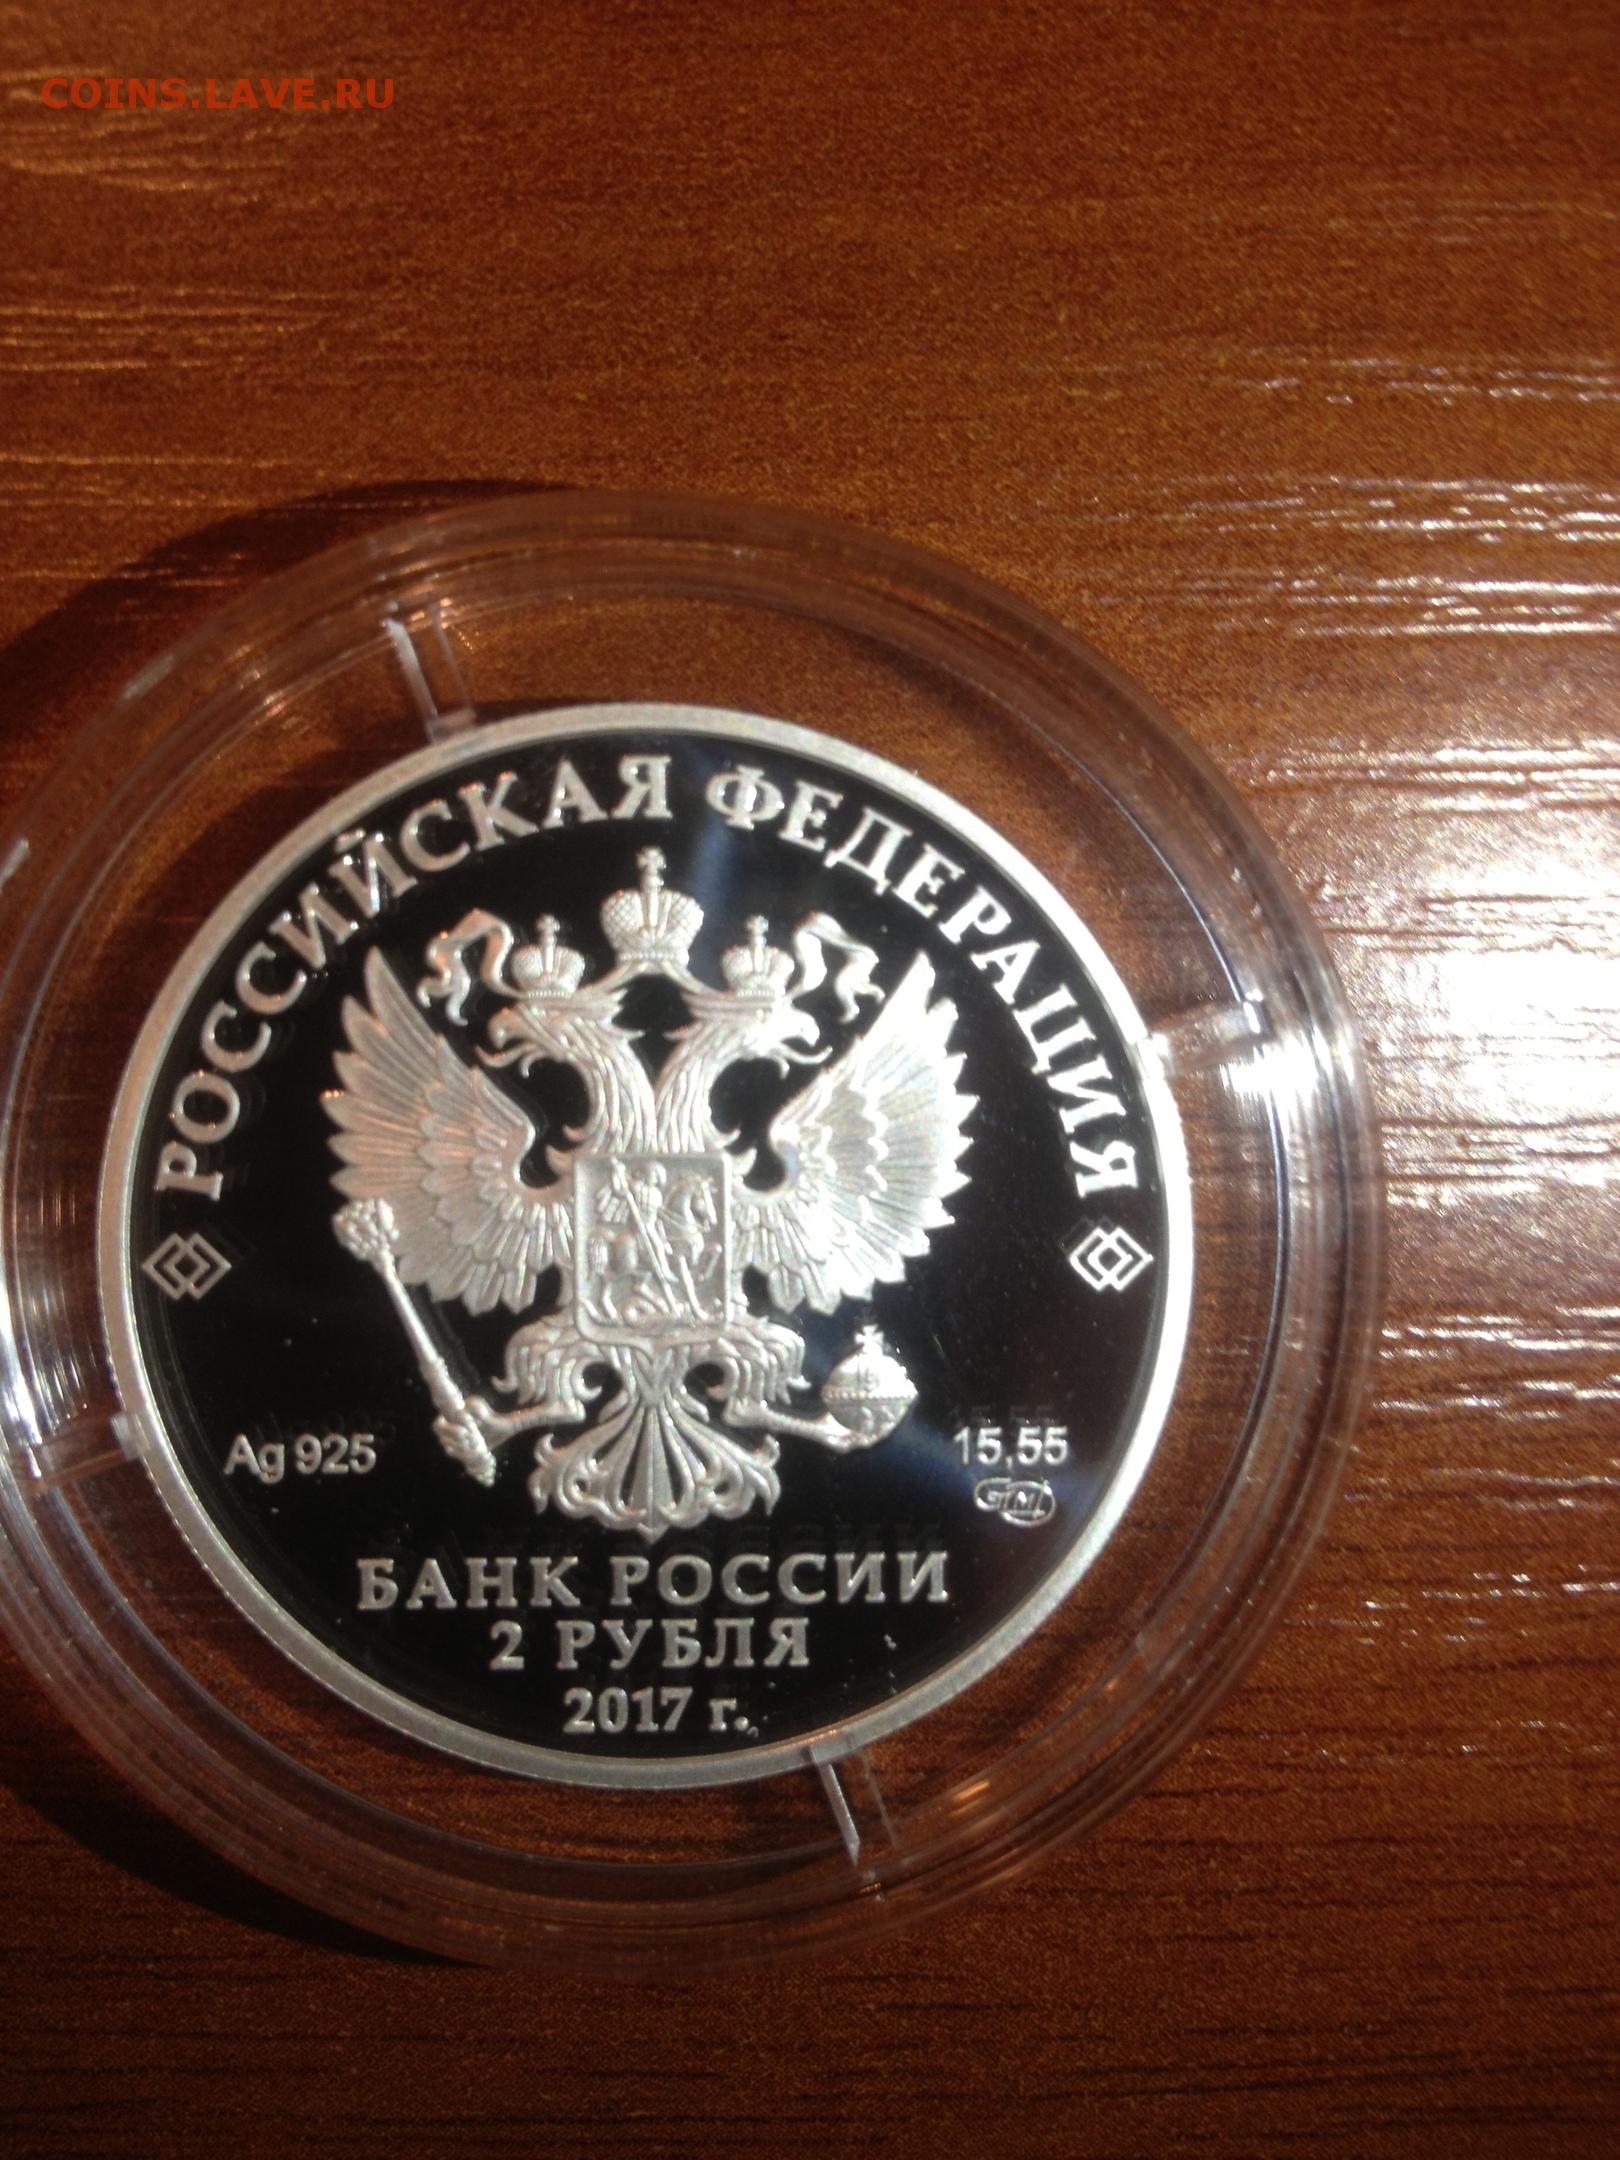 COINS.LAVE.RU
РОССИЙСКАЯ ФЕДЕРАЦИЯ
Ag 925
15,55
БАНК РОССИИ
2 РУБЛЯ
2017 г.